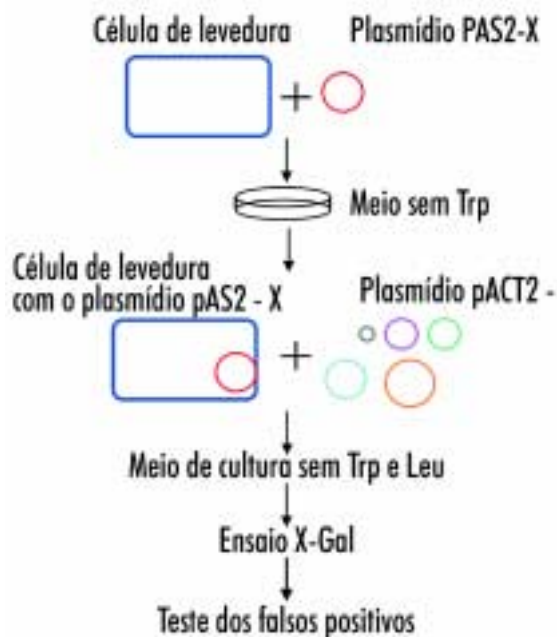 Célula de levedura
Plasmídio PAS2-X
+
Meio sem Trp
Célula de levedura
com o plasmídio pAS2 - X
Plasmídio pACT2 -
+
Meio de cultura sem Trp e Leu
Ensaio X-Gal
Teste dos falsos positivos